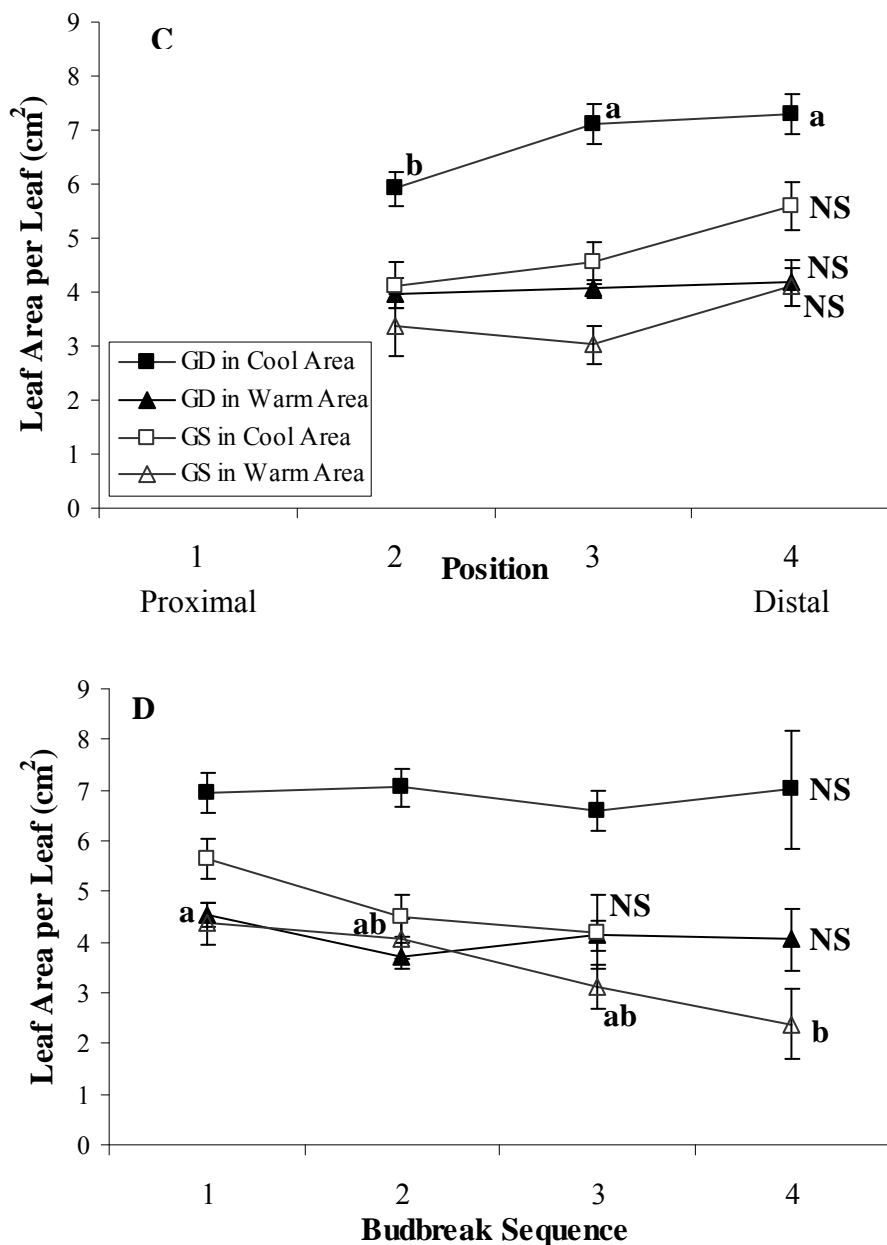 C
Leaf Area per Leaf (cm²)
9
8
7
6
5
4
3
2
1
0
b
a
a
NS
NS
NS
GD in Cool Area
GD in Warm Area
GS in Cool Area
GS in Warm Area
1
2
3
4
Position
Proximal
Distal
D
Leaf Area per Leaf (cm²)
9
8
7
6
5
4
3
2
1
0
a
ab
NS
ab
NS
NS
b
1
2
3
4
Budbreak Sequence